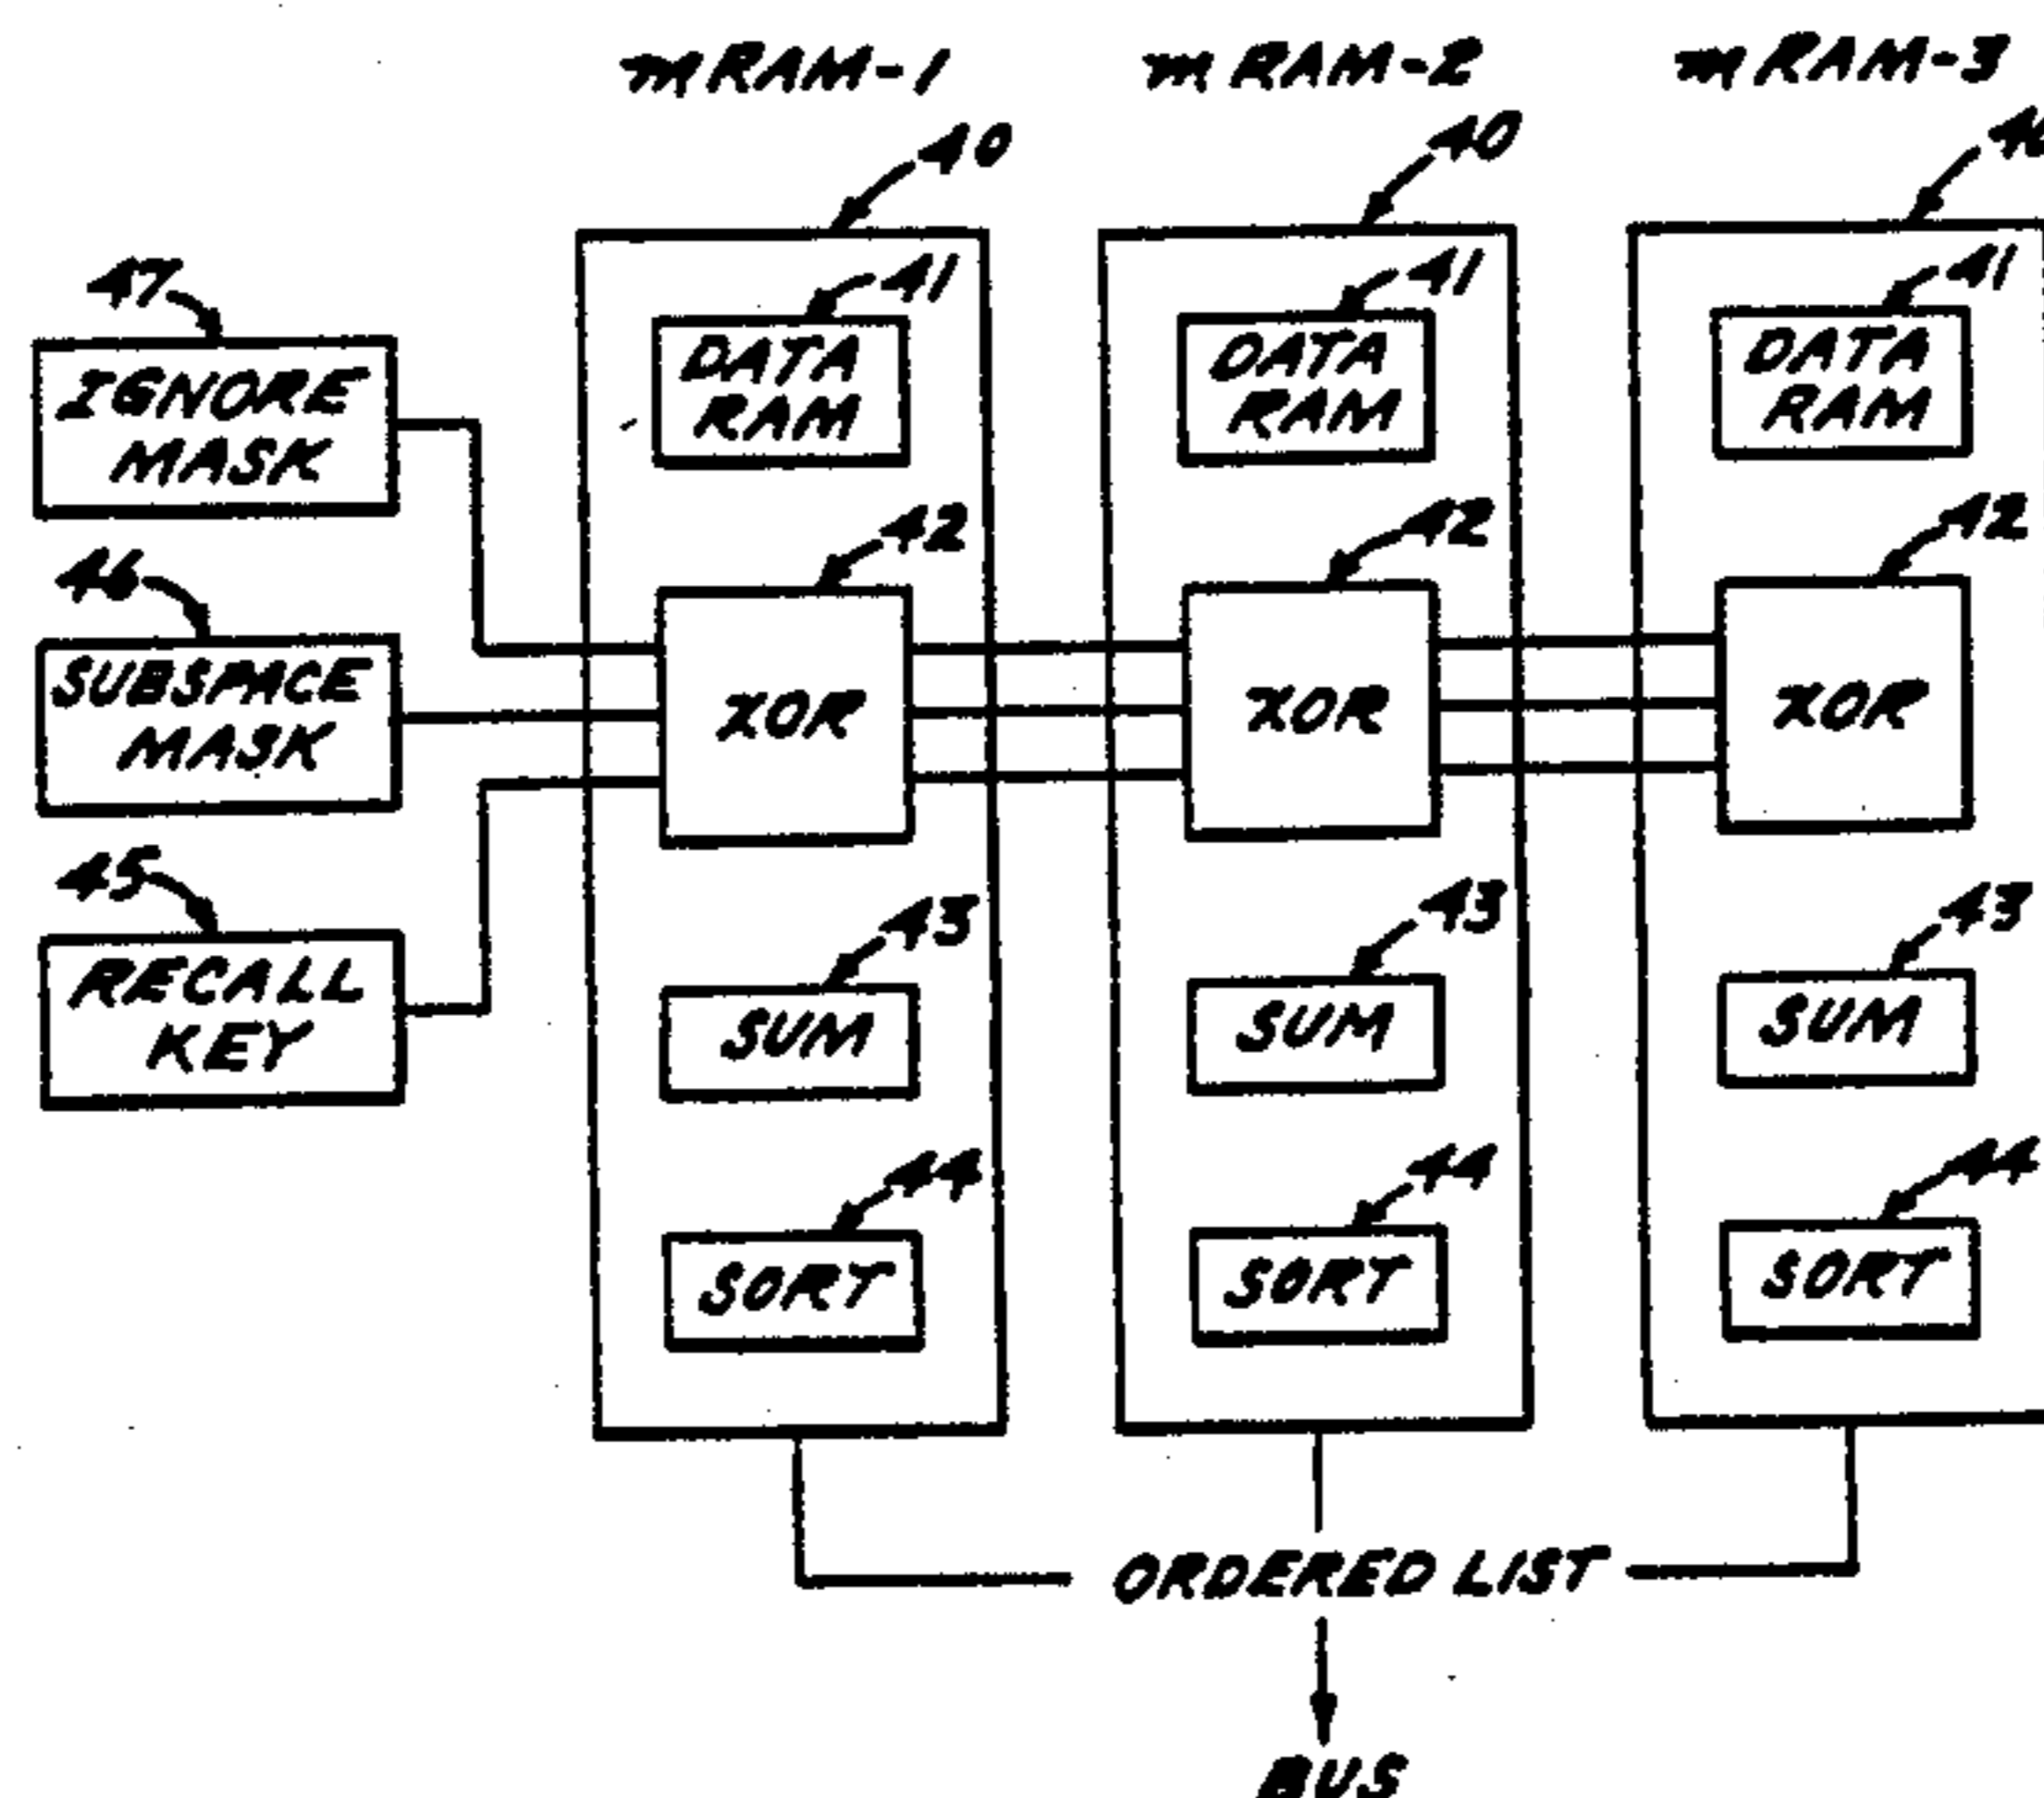 mRAM-1 mRAM-2 mRAM-3
40 40
47 41 41 41
IGNORE MASK
DATA RAM
DATA RAM
DATA RAM
46 42 42 42
SUBSPACE MASK
XOR XOR XOR
45 43 43 43
RECALL KEY
SUM SUM SUM
44 44 44
SORT SORT SORT
ORDERED LIST
BUS